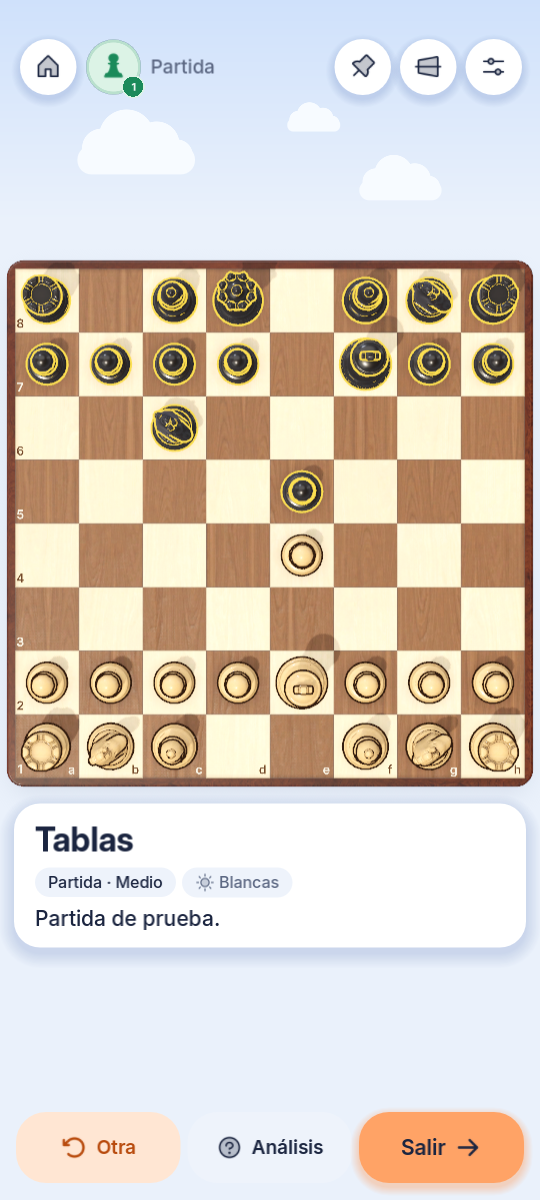 1
Partida
8
7
6
5
4
3
2
1
a
b
c
d
e
f
g
h
Tablas
Partida · Medio
Blancas
Partida de prueba.
Otra
Análisis
Salir